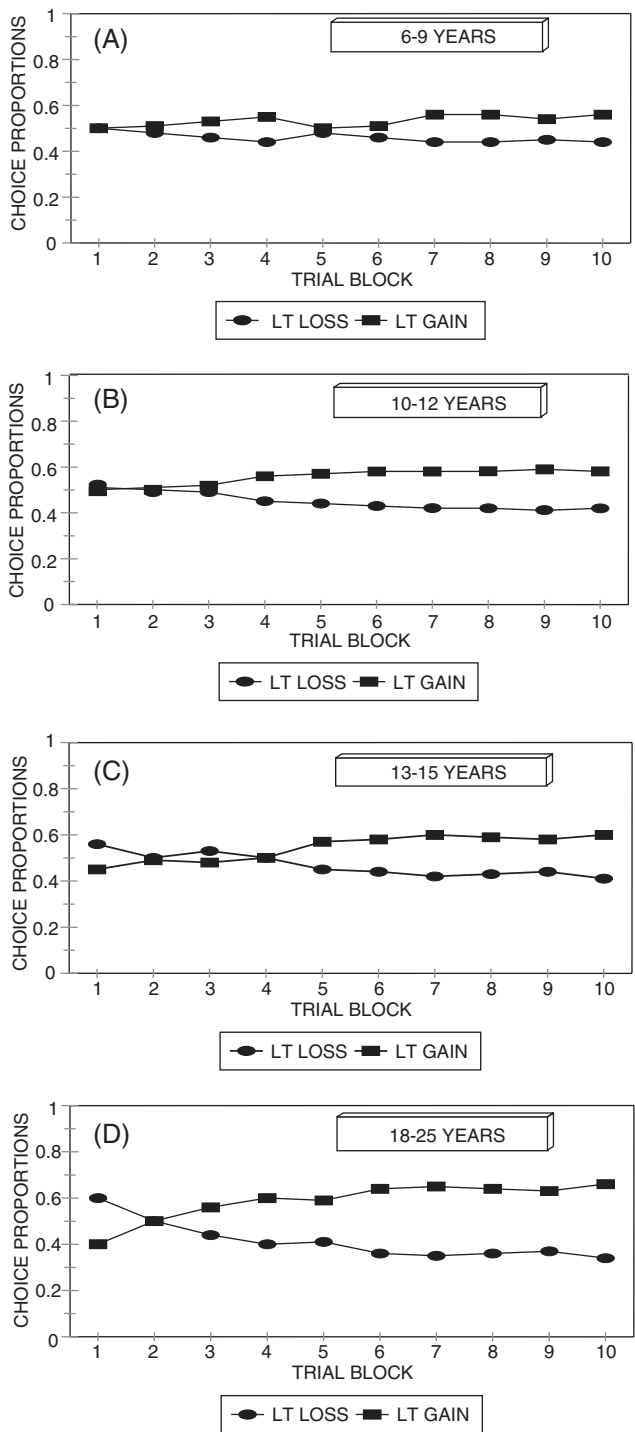 (A)
6-9 YEARS
CHOICE PROPORTIONS
1
0.8
0.6
0.4
0.2
0
1 2 3 4 5 6 7 8 9 10
TRIAL BLOCK
LT LOSS LT GAIN
(B)
10-12 YEARS
CHOICE PROPORTIONS
1
0.8
0.6
0.4
0.2
0
1 2 3 4 5 6 7 8 9 10
TRIAL BLOCK
LT LOSS LT GAIN
(C)
13-15 YEARS
CHOICE PROPORTIONS
1
0.8
0.6
0.4
0.2
0
1 2 3 4 5 6 7 8 9 10
TRIAL BLOCK
LT LOSS LT GAIN
(D)
18-25 YEARS
CHOICE PROPORTIONS
1
0.8
0.6
0.4
0.2
0
1 2 3 4 5 6 7 8 9 10
TRIAL BLOCK
LT LOSS LT GAIN